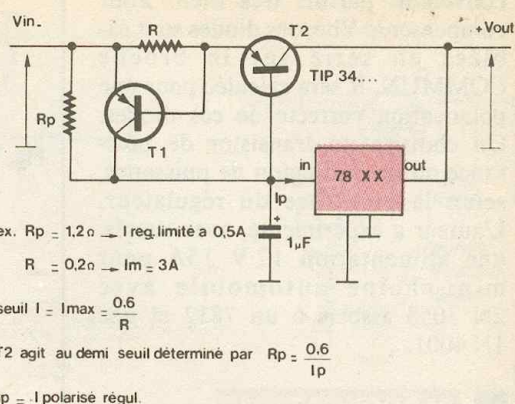 Vin.
R
T2
+Vout
TIP 34....
Rp
T1
in
78 XX
out
Ip
1µF
ex. Rp = 1,2Ω → I reg. limité à 0,5A
R = 0,2Ω → Im = 3A
seuil I = Imax = 0.6
R
T2 agit au demi seuil déterminé par Rp = 0.6
Ip
Ip = I polarisé régul.